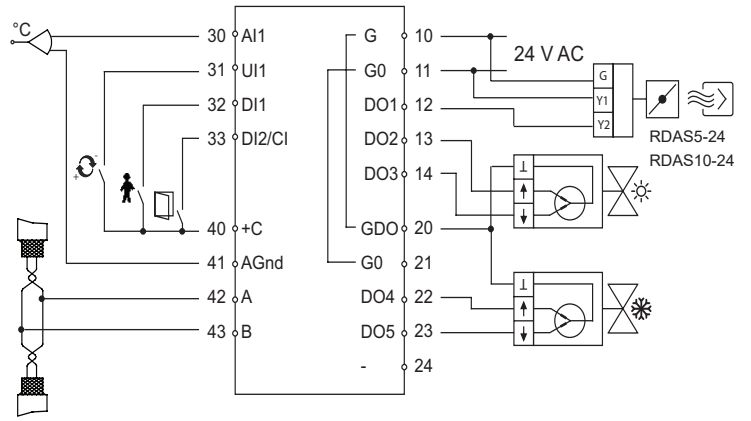 °C
30 AI1
31 UI1
32 DI1
33 DI2/CI
40 +C
41 AGnd
42 A
43 B
- +
G 10
G0 11
DO1 12
DO2 13
DO3 14
GDO 20
G0 21
DO4 22
DO5 23
- 24
24 V AC
G
Y1
Y2
RDAS5-24
RDAS10-24
⊥
⊥